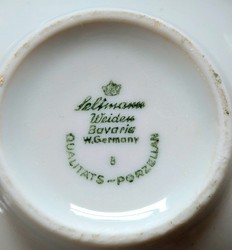 Seltmann
Weiden
Bavaria
W.Germany
B
QUALITÄTS-PORZELLAN